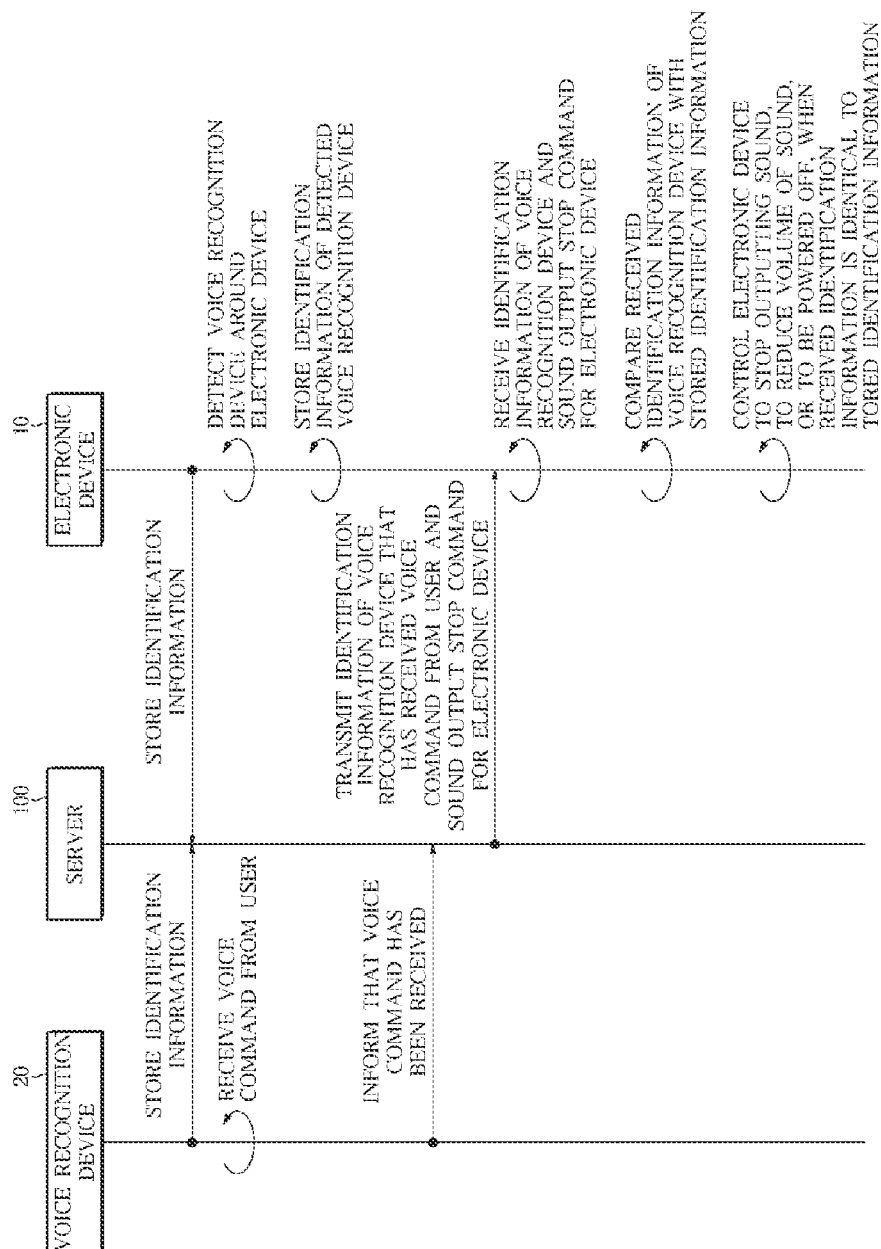 20
VOICE RECOGNITION
DEVICE
100
SERVER
10
ELECTRONIC
DEVICE
STORE IDENTIFICATION
INFORMATION
STORE IDENTIFICATION
INFORMATION
RECEIVE VOICE
COMMAND FROM USER
DETECT VOICE RECOGNITION
DEVICE AROUND
ELECTRONIC DEVICE
STORE IDENTIFICATION
INFORMATION OF DETECTED
VOICE RECOGNITION DEVICE
INFORM THAT VOICE
COMMAND HAS
BEEN RECEIVED
TRANSMIT IDENTIFICATION
INFORMATION OF VOICE
RECOGNITION DEVICE THAT
HAS RECEIVED VOICE
COMMAND FROM USER AND
SOUND OUTPUT STOP COMMAND
FOR ELECTRONIC DEVICE
RECEIVE IDENTIFICATION
INFORMATION OF VOICE
RECOGNITION DEVICE AND
SOUND OUTPUT STOP COMMAND
FOR ELECTRONIC DEVICE
COMPARE RECEIVED
IDENTIFICATION INFORMATION OF
VOICE RECOGNITION DEVICE WITH
STORED IDENTIFICATION INFORMATION
CONTROL ELECTRONIC DEVICE
TO STOP OUTPUTTING SOUND,
TO REDUCE VOLUME OF SOUND,
OR TO BE POWERED OFF, WHEN
RECEIVED IDENTIFICATION
INFORMATION IS IDENTICAL TO
TORED IDENTIFICATION INFORMATION